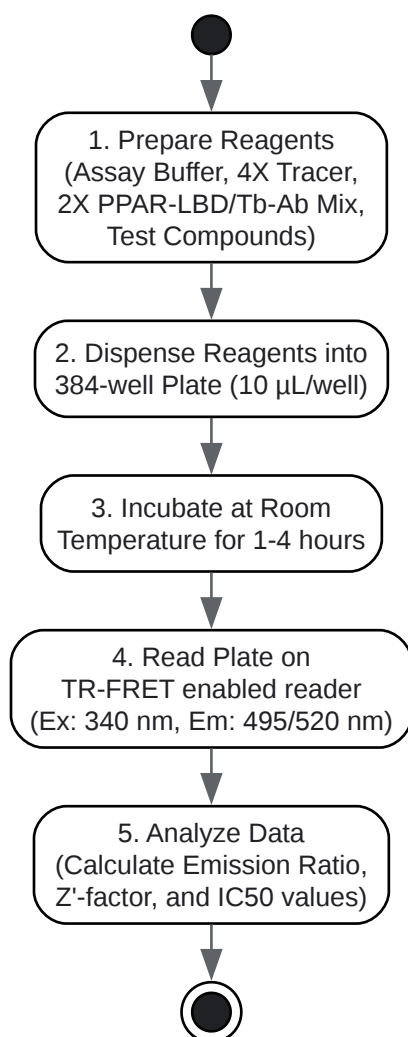 1. Prepare Reagents
(Assay Buffer, 4X Tracer,
2X PPAR-LBD/Tb-Ab Mix,
Test Compounds)
2. Dispense Reagents into
384-well Plate (10 µL/well)
3. Incubate at Room
Temperature for 1-4 hours
4. Read Plate on
TR-FRET enabled reader
(Ex: 340 nm, Em: 495/520 nm)
5. Analyze Data
(Calculate Emission Ratio,
Z'-factor, and IC50 values)